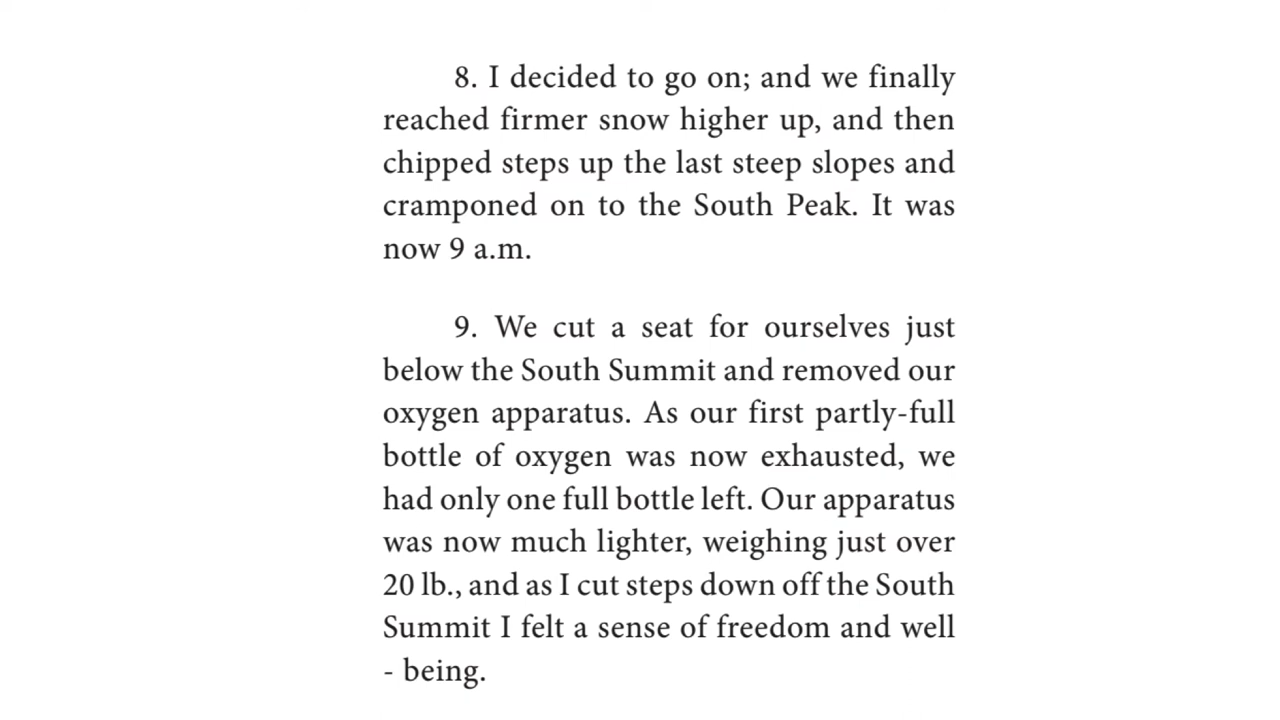 8. I decided to go on; and we finally
reached firmer snow higher up, and then
chipped steps up the last steep slopes and
cramponed on to the South Peak. It was
now 9 a.m.
9. We cut a seat for ourselves just
below the South Summit and removed our
oxygen apparatus. As our first partly-full
bottle of oxygen was now exhausted, we
had only one full bottle left. Our apparatus
was now much lighter, weighing just over
20 lb., and as I cut steps down off the South
Summit I felt a sense of freedom and well
- being.